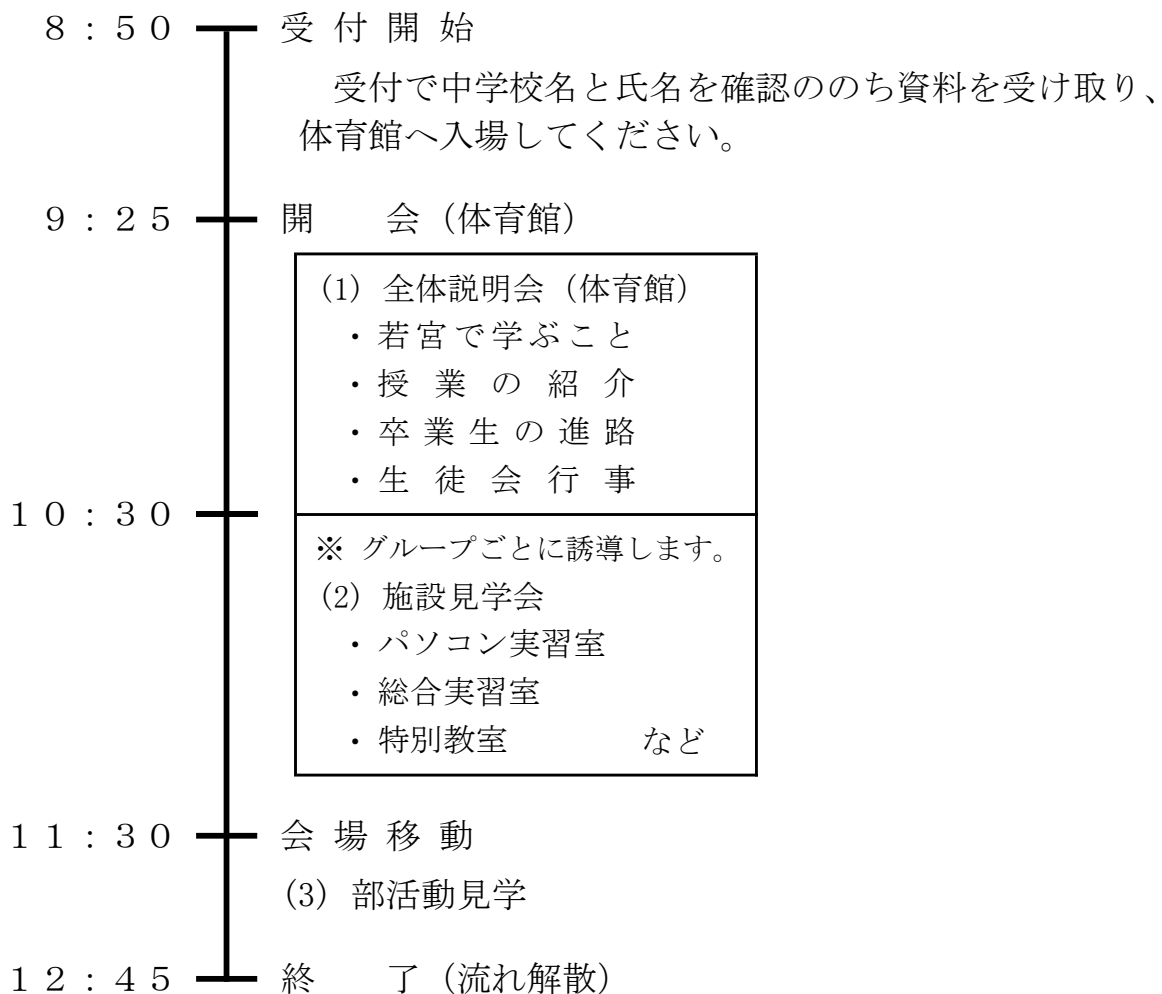 ８：５０ 受付開始
受付で中学校名と氏名を確認ののち資料を受け取り、
体育館へ入場してください。
９：２５ 開　会（体育館）
(1) 全体説明会（体育館）
・若宮で学ぶこと
・授業の紹介
・卒業生の進路
・生徒会行事
１０：３０
※ グループごとに誘導します。
(2) 施設見学会
・パソコン実習室
・総合実習室
・特別教室　　など
１１：３０ 会場移動
(3) 部活動見学
１２：４５ 終　了（流れ解散）